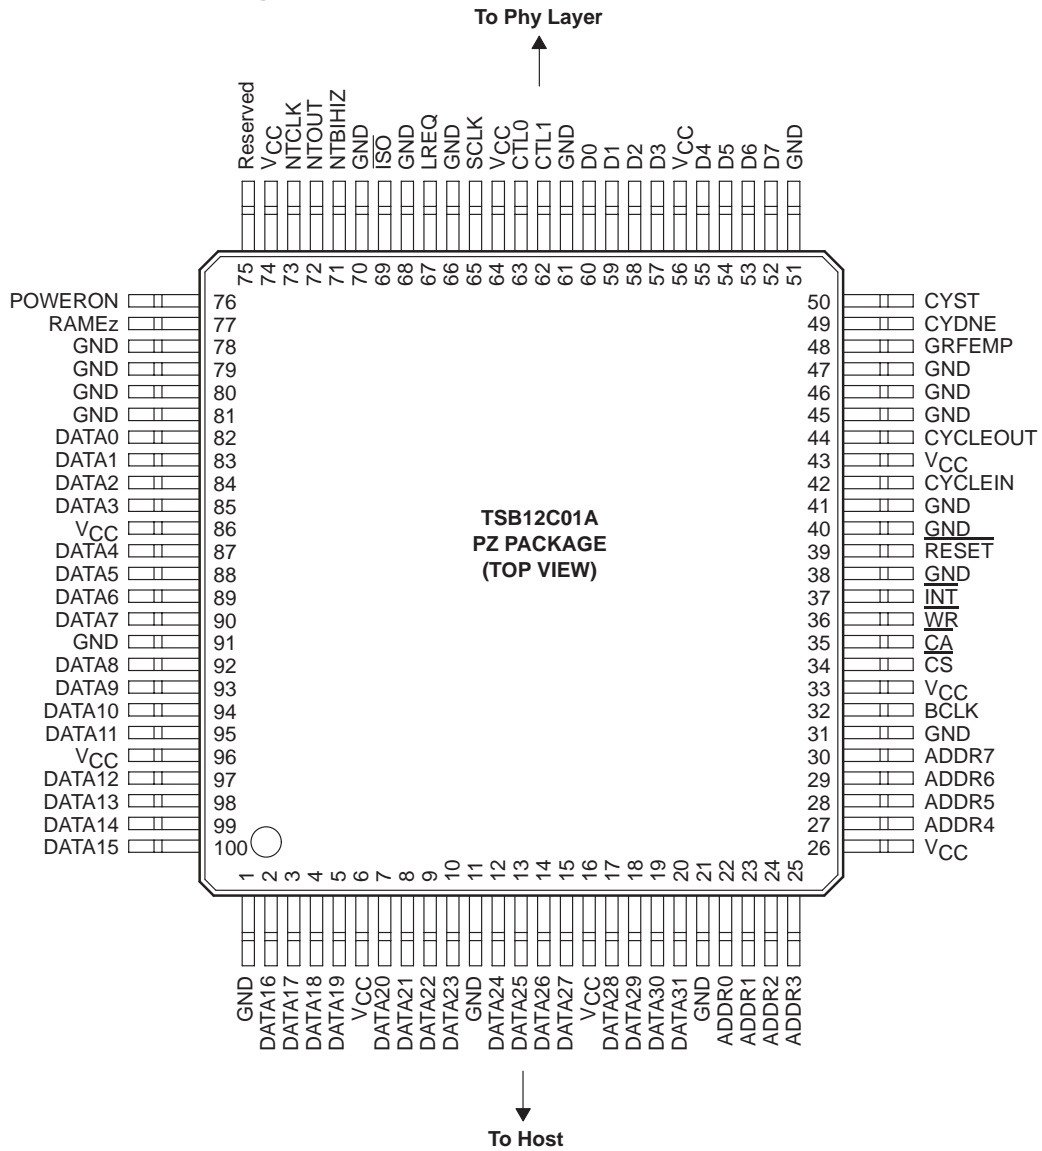 To Phy Layer
Reserved
VCC
NTCLK
NTOUT
NTBIHIZ
GND
ISO
GND
LREQ
GND
SCLK
VCC
CTL0
CTL1
GND
D0
D1
D2
D3
VCC
D4
D5
D6
D7
GND
75 74 73 72 71 70 69 68 67 66 65 64 63 62 61 60 59 58 57 56 55 54 53 52 51
POWERON 76
RAMEz 77
GND 78
GND 79
GND 80
GND 81
DATA0 82
DATA1 83
DATA2 84
DATA3 85
VCC 86
DATA4 87
DATA5 88
DATA6 89
DATA7 90
GND 91
DATA8 92
DATA9 93
DATA10 94
DATA11 95
VCC 96
DATA12 97
DATA13 98
DATA14 99
DATA15 100
TSB12C01A
PZ PACKAGE
(TOP VIEW)
50 CYST
49 CYDNE
48 GRFEMP
47 GND
46 GND
45 GND
44 CYCLEOUT
43 VCC
42 CYCLEIN
41 GND
40 GND
39 RESET
38 GND
37 INT
36 WR
35 CA
34 CS
33 VCC
32 BCLK
31 GND
30 ADDR7
29 ADDR6
28 ADDR5
27 ADDR4
26 VCC
1 2 3 4 5 6 7 8 9 10 11 12 13 14 15 16 17 18 19 20 21 22 23 24 25
GND
DATA16
DATA17
DATA18
DATA19
VCC
DATA20
DATA21
DATA22
DATA23
GND
DATA24
DATA25
DATA26
DATA27
VCC
DATA28
DATA29
DATA30
DATA31
GND
ADDR0
ADDR1
ADDR2
ADDR3
To Host